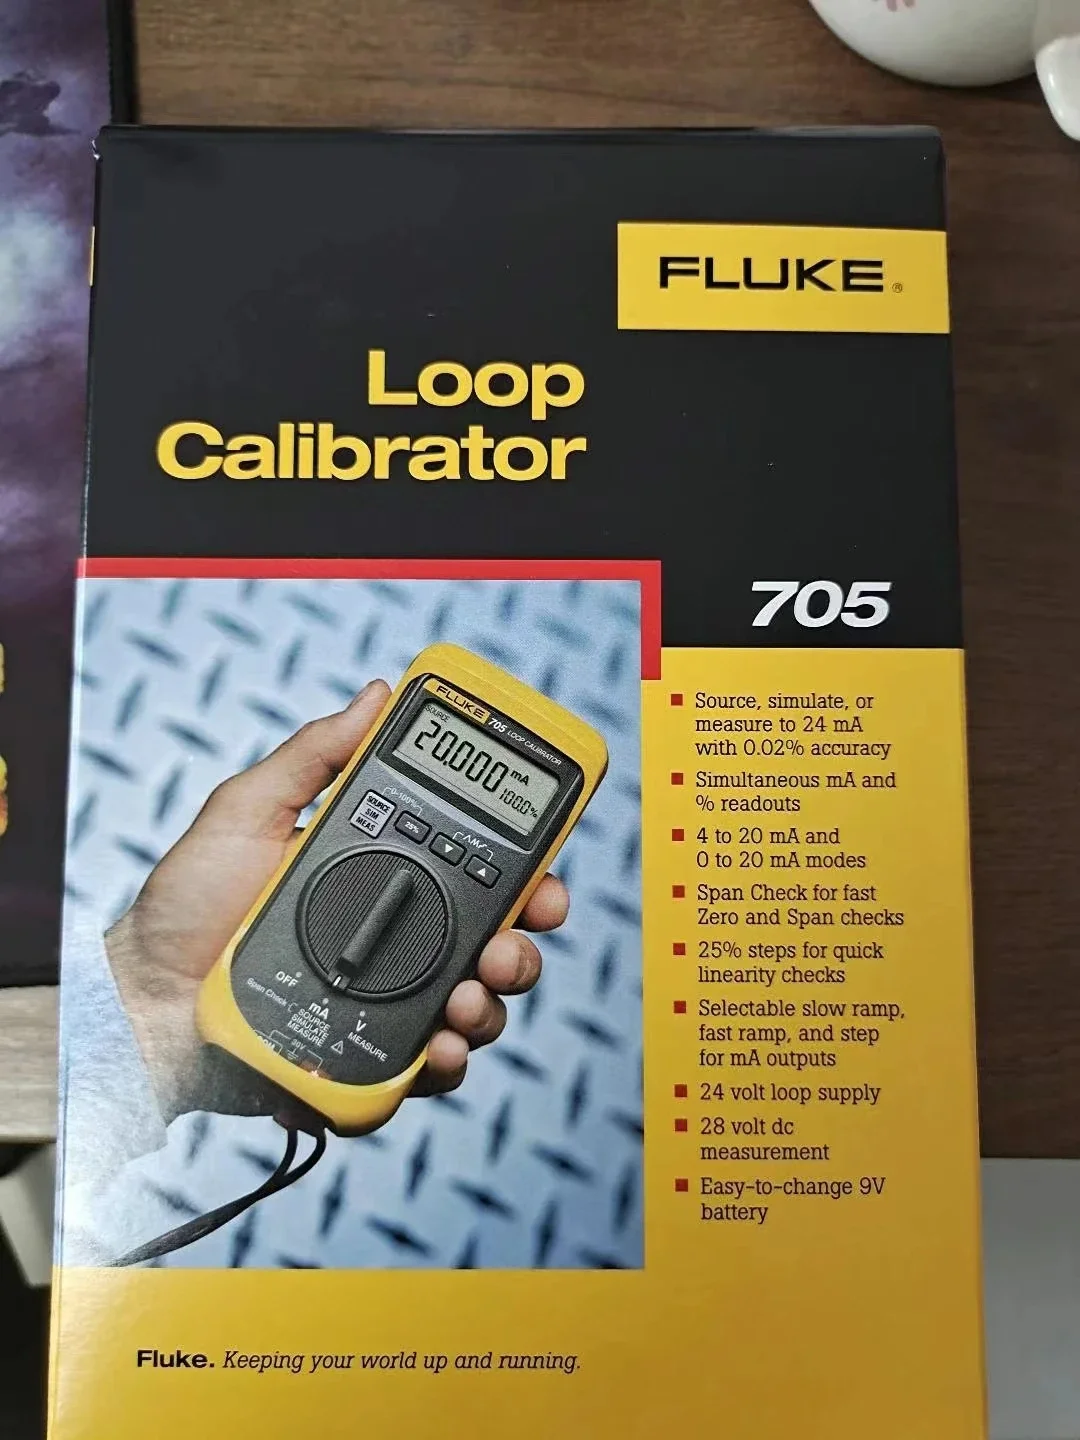 FLUKE®
Loop
Calibrator
705
Source, simulate, or
measure to 24 mA
with 0.02% accuracy
Simultaneous mA and
% readouts
4 to 20 mA and
0 to 20 mA modes
Span Check for fast
Zero and Span checks
25% steps for quick
linearity checks
Selectable slow ramp,
fast ramp, and step
for mA outputs
24 volt loop supply
28 volt dc
measurement
Easy-to-change 9V
battery
FLUKE 705 LOOP CALIBRATOR
SOURCE
20.000 mA
100.0%
0-100%
SOURCE
SIM
MEAS
25%
OFF
Span Check
mA
SOURCE
SIMULATE
MEASURE
V
MEASURE
30V
Fluke. Keeping your world up and running.